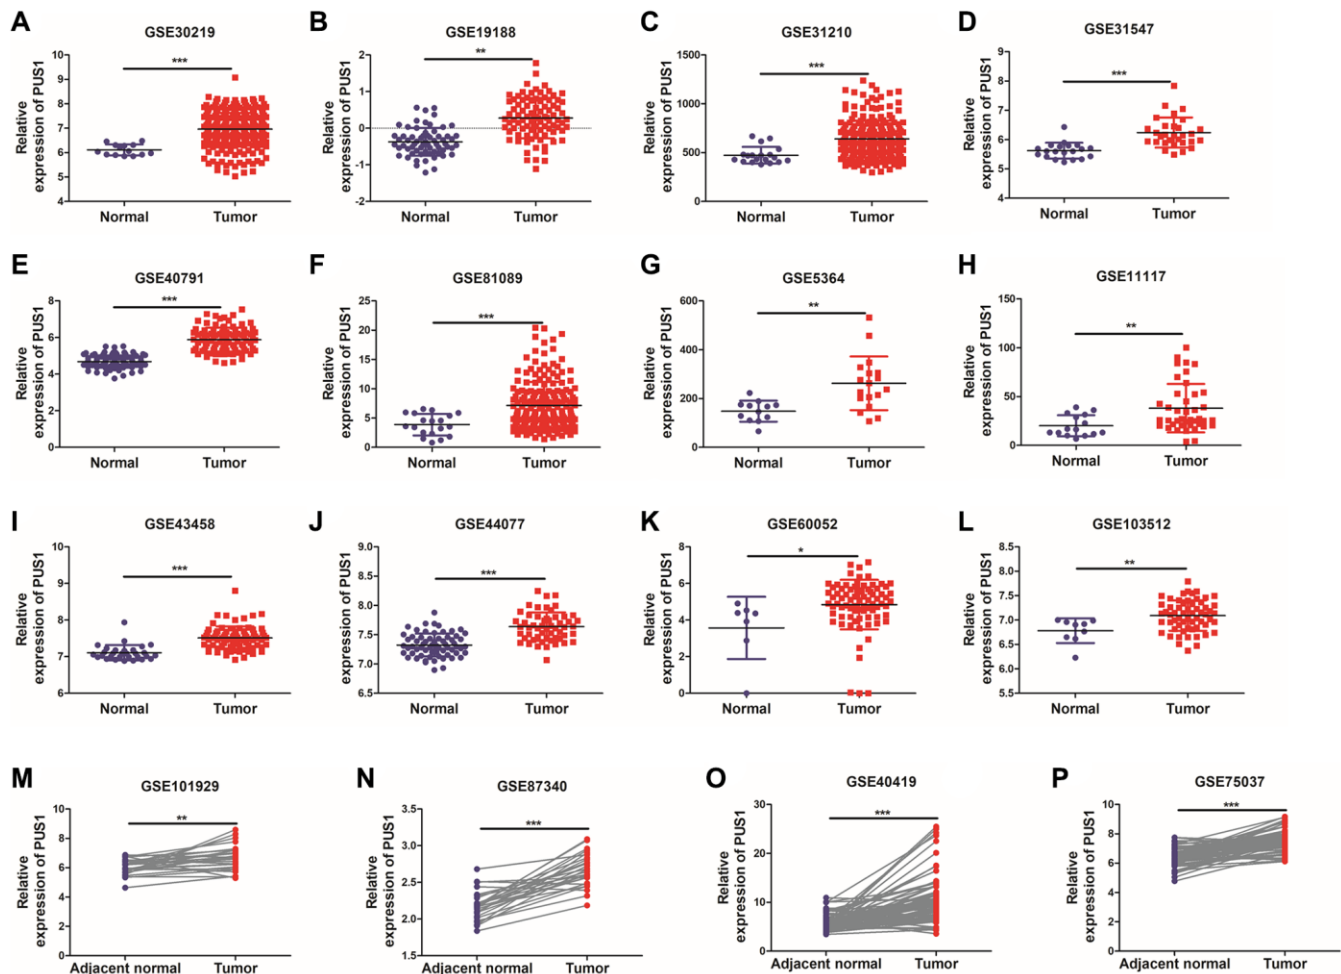 A
GSE30219
Relative
expression of PUS1
10
9
8
7
6
5
4
***
Normal
Tumor
B
GSE19188
Relative
expression of PUS1
2
1
0
-1
-2
**
Normal
Tumor
C
GSE31210
Relative
expression of PUS1
1500
1000
500
0
***
Normal
Tumor
D
GSE31547
Relative
expression of PUS1
9
8
7
6
5
4
***
Normal
Tumor
E
GSE40791
Relative
expression of PUS1
8
6
4
2
0
***
Normal
Tumor
F
GSE81089
Relative
expression of PUS1
25
20
15
10
5
0
***
Normal
Tumor
G
GSE5364
Relative
expression of PUS1
600
400
200
0
**
Normal
Tumor
H
GSE11117
Relative
expression of PUS1
150
100
50
0
**
Normal
Tumor
I
GSE43458
Relative
expression of PUS1
10
9
8
7
6
***
Normal
Tumor
J
GSE44077
Relative
expression of PUS1
9.0
8.5
8.0
7.5
7.0
6.5
***
Normal
Tumor
K
GSE60052
Relative
expression of PUS1
8
6
4
2
0
*
Normal
Tumor
L
GSE103512
Relative
expression of PUS1
8.5
8.0
7.5
7.0
6.5
6.0
5.5
**
Normal
Tumor
M
GSE101929
Relative
expression of PUS1
10
8
6
4
2
0
**
Adjacent normal
Tumor
N
GSE87340
Relative
expression of PUS1
3.5
3.0
2.5
2.0
1.5
***
Adjacent normal
Tumor
O
GSE40419
Relative
expression of PUS1
30
20
10
0
***
Adjacent normal
Tumor
P
GSE75037
Relative
expression of PUS1
10
8
6
4
2
0
***
Adjacent normal
Tumor